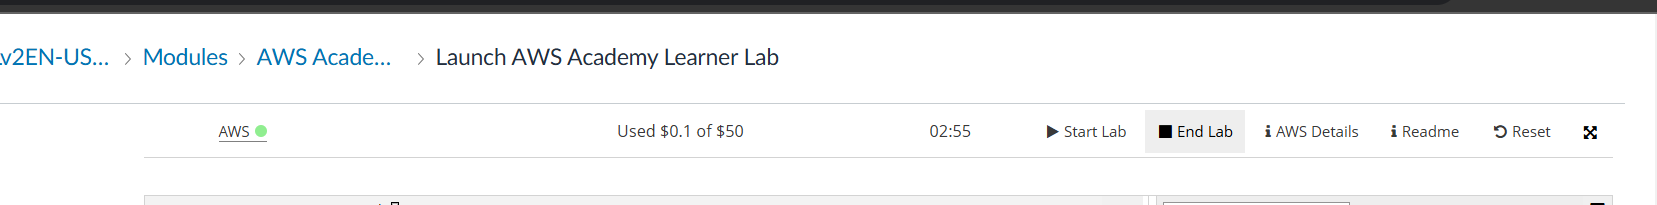 .v2EN-US... > Modules > AWS Acade... > Launch AWS Academy Learner Lab
AWS Used $0.1 of $50 02:55 Start Lab End Lab AWS Details Readme Reset